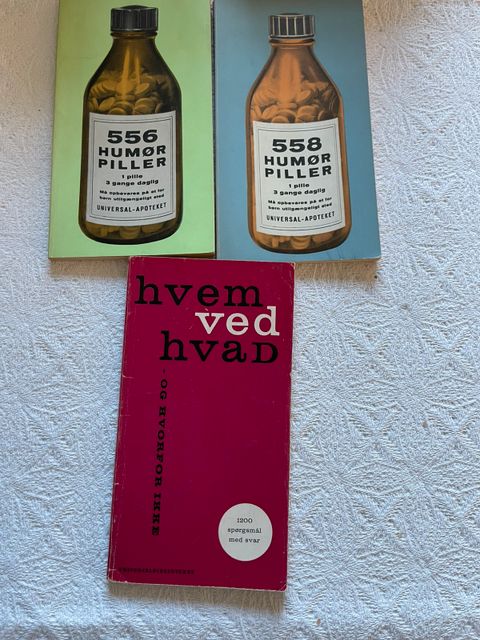 556
HUMØR
PILLER
1 pille
3 gange daglig
Må opbevares på et for
børn utilgængeligt sted
UNIVERSAL-APOTEKET
558
HUMØR
PILLER
1 pille
3 gange daglig
Må opbevares på et for
børn utilgængeligt sted
UNIVERSAL-APOTEKET
hvem
ved
hvaD
- OG HVORFOR IKKE
1200
spørgsmål
med svar